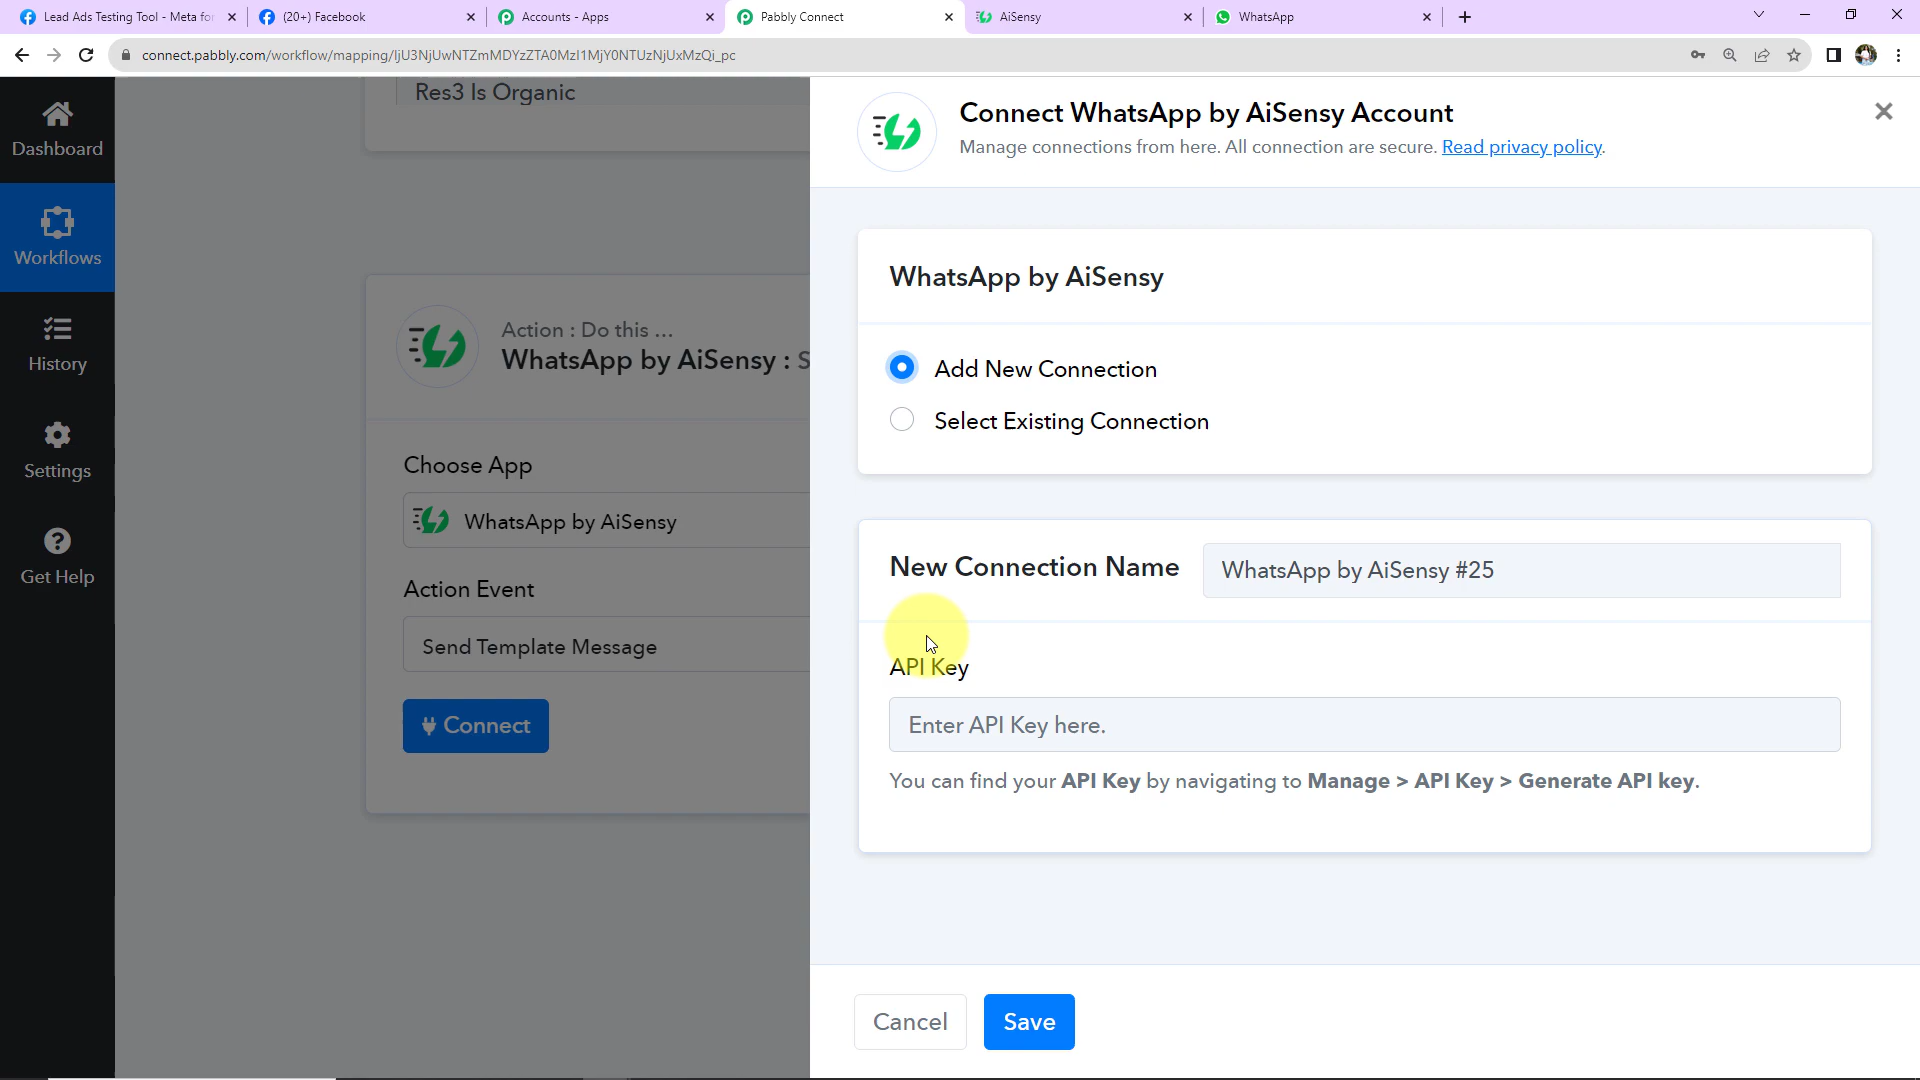 Lead Ads Testing Tool - Meta for
(20+) Facebook
Accounts - Apps
Pabbly Connect
AiSensy
WhatsApp
connect.pabbly.com/workflow/mapping/IjU3NjUwNTZmMDYzZTA0MzI1MjY0NTUzNjUxMzQi_pc
Dashboard
Workflows
History
Settings
Get Help
Res3 Is Organic
Action : Do this ...
WhatsApp by AiSensy : S
Choose App
WhatsApp by AiSensy
Action Event
Send Template Message
Connect
Connect WhatsApp by AiSensy Account
Manage connections from here. All connection are secure. Read privacy policy.
WhatsApp by AiSensy
Add New Connection
Select Existing Connection
New Connection Name
WhatsApp by AiSensy #25
API Key
Enter API Key here.
You can find your API Key by navigating to Manage > API Key > Generate API key.
Cancel
Save